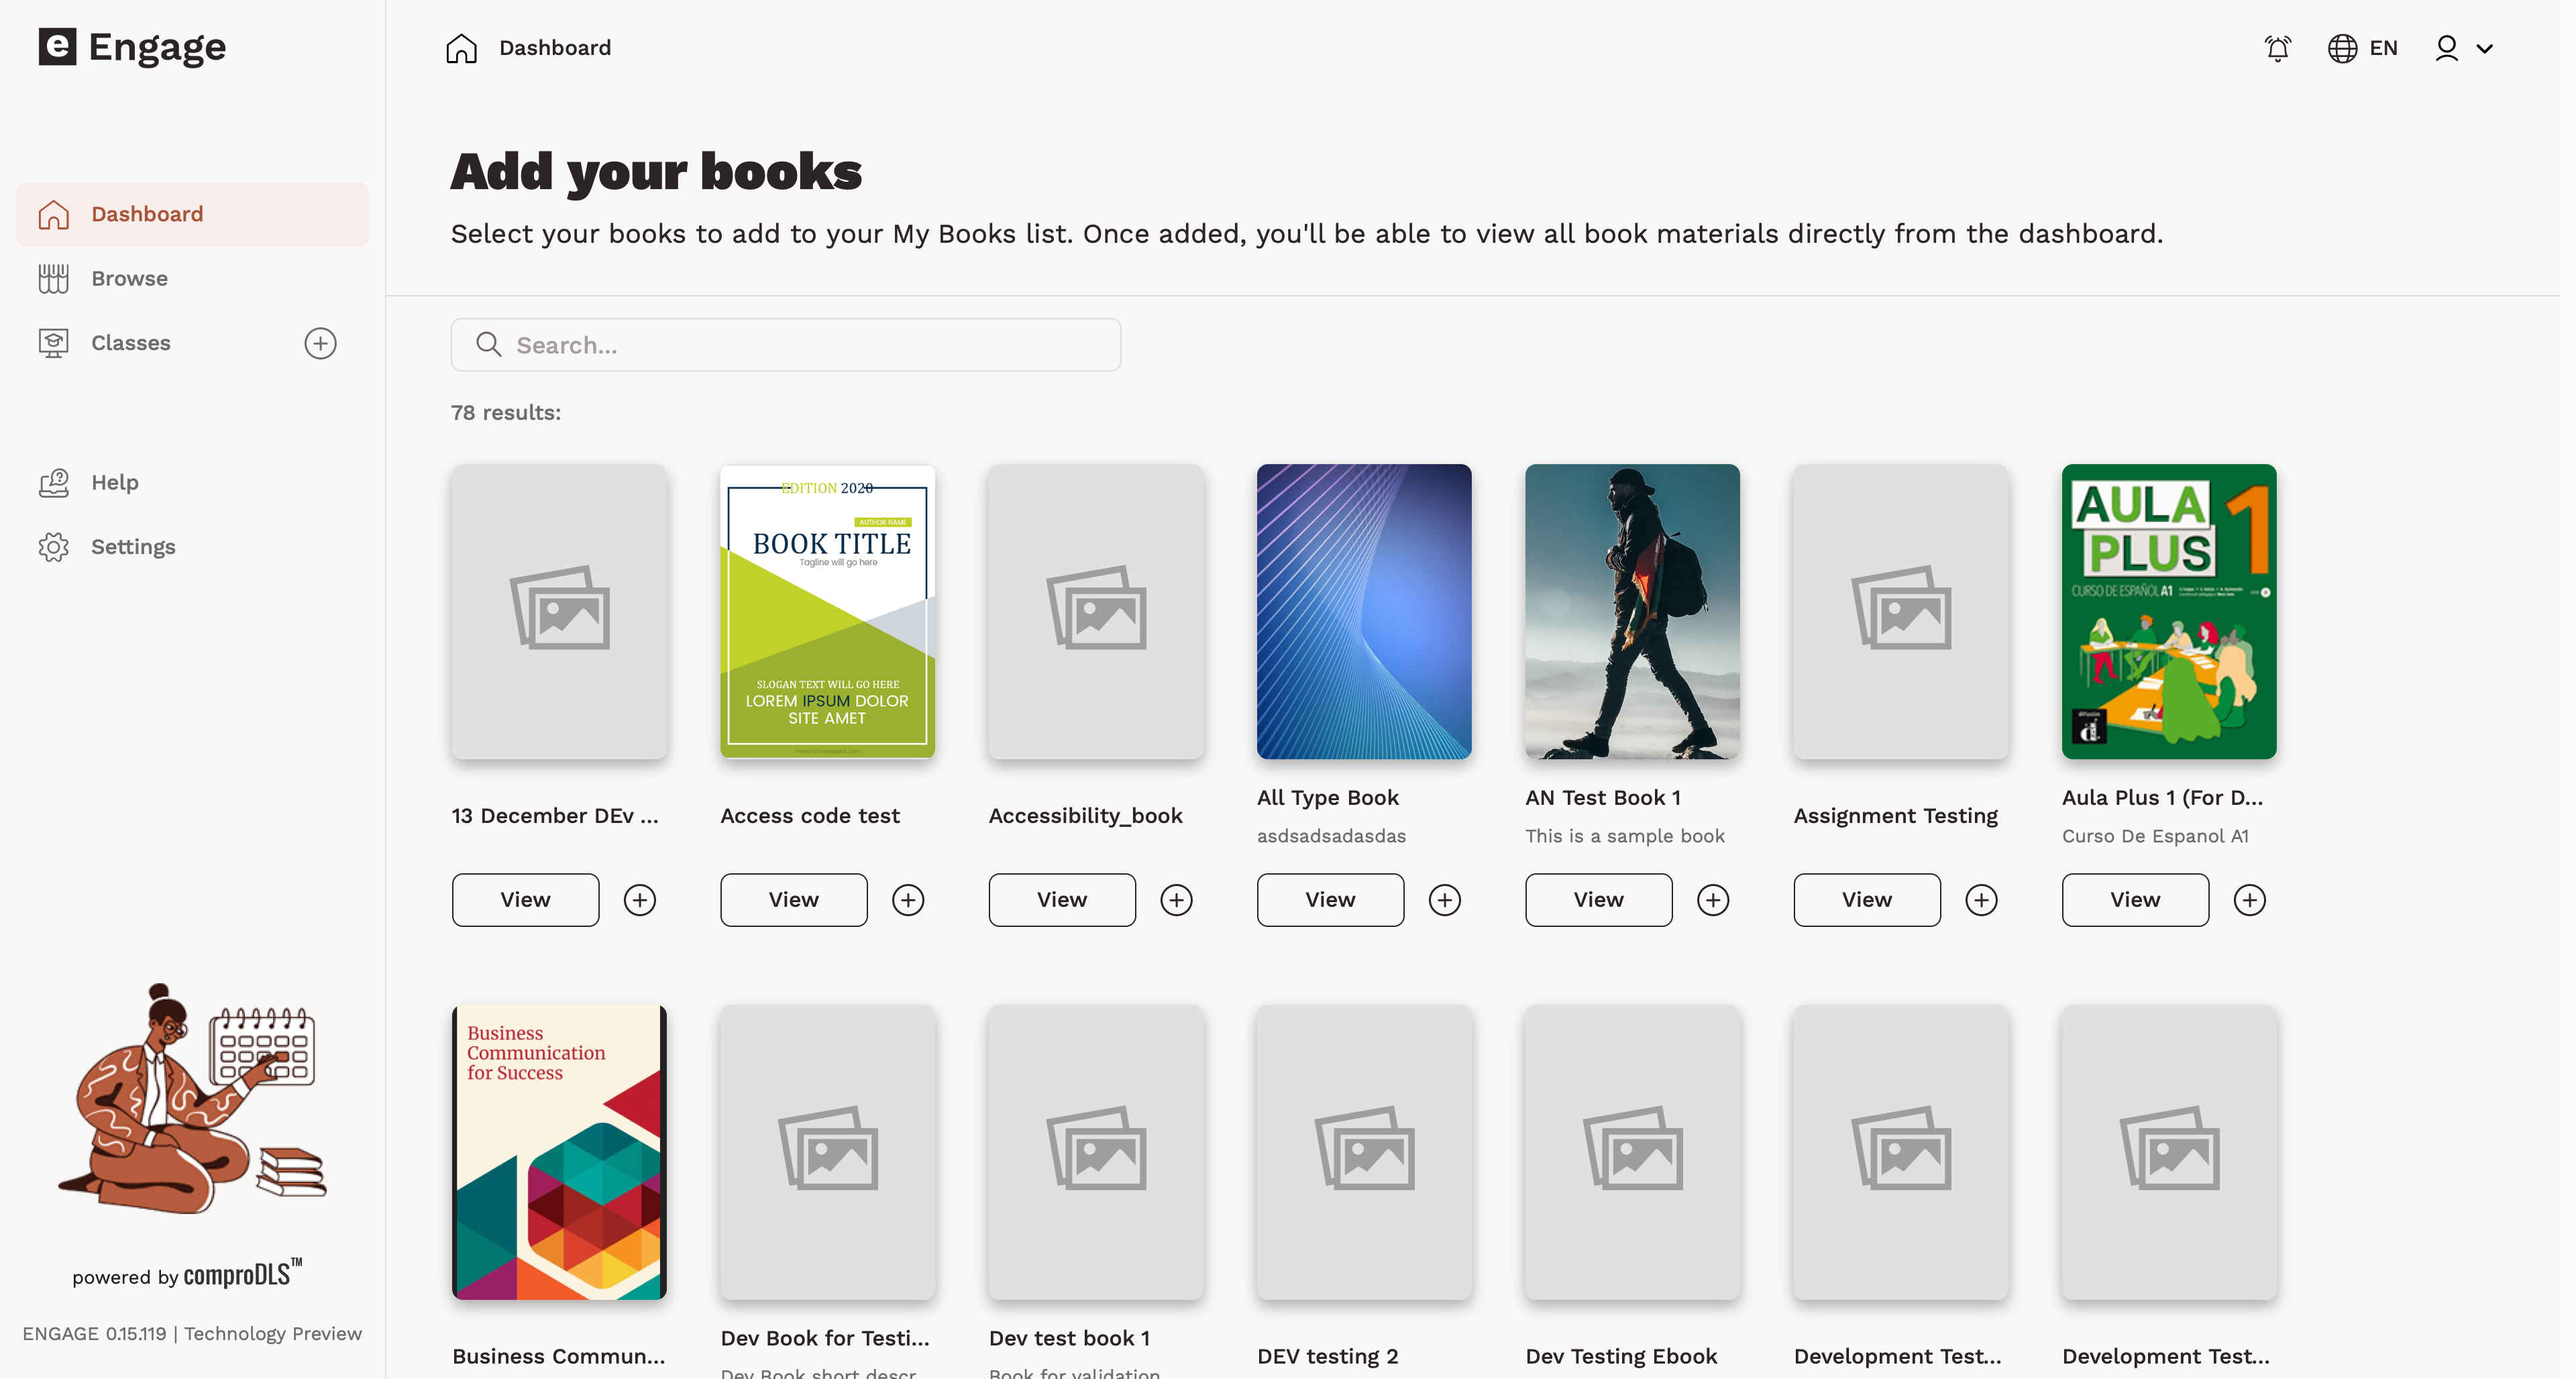 e Engage
Dashboard
EN
Dashboard
Browse
Classes
Help
Settings
powered by comproDLS™
ENGAGE 0.15.119 | Technology Preview
Add your books
Select your books to add to your My Books list. Once added, you'll be able to view all book materials directly from the dashboard.
Search...
78 results:
EDITION 2020
AUTHOR NAME
BOOK TITLE
Tagline will go here
SLOGAN TEXT WILL GO HERE
LOREM IPSUM DOLOR
SITE AMET
AULA
PLUS 1
CURSO DE ESPAÑOL A1
13 December DEv ...
Access code test
Accessibility_book
All Type Book
asdsadsadasdas
AN Test Book 1
This is a sample book
Assignment Testing
Aula Plus 1 (For D...
Curso De Espanol A1
View
View
View
View
View
View
View
Business
Communication
for Success
Business Commun...
Dev Book for Testi...
Dev Book short descr
Dev test book 1
Book for validation
DEV testing 2
Dev Testing Ebook
Development Test...
Development Test...